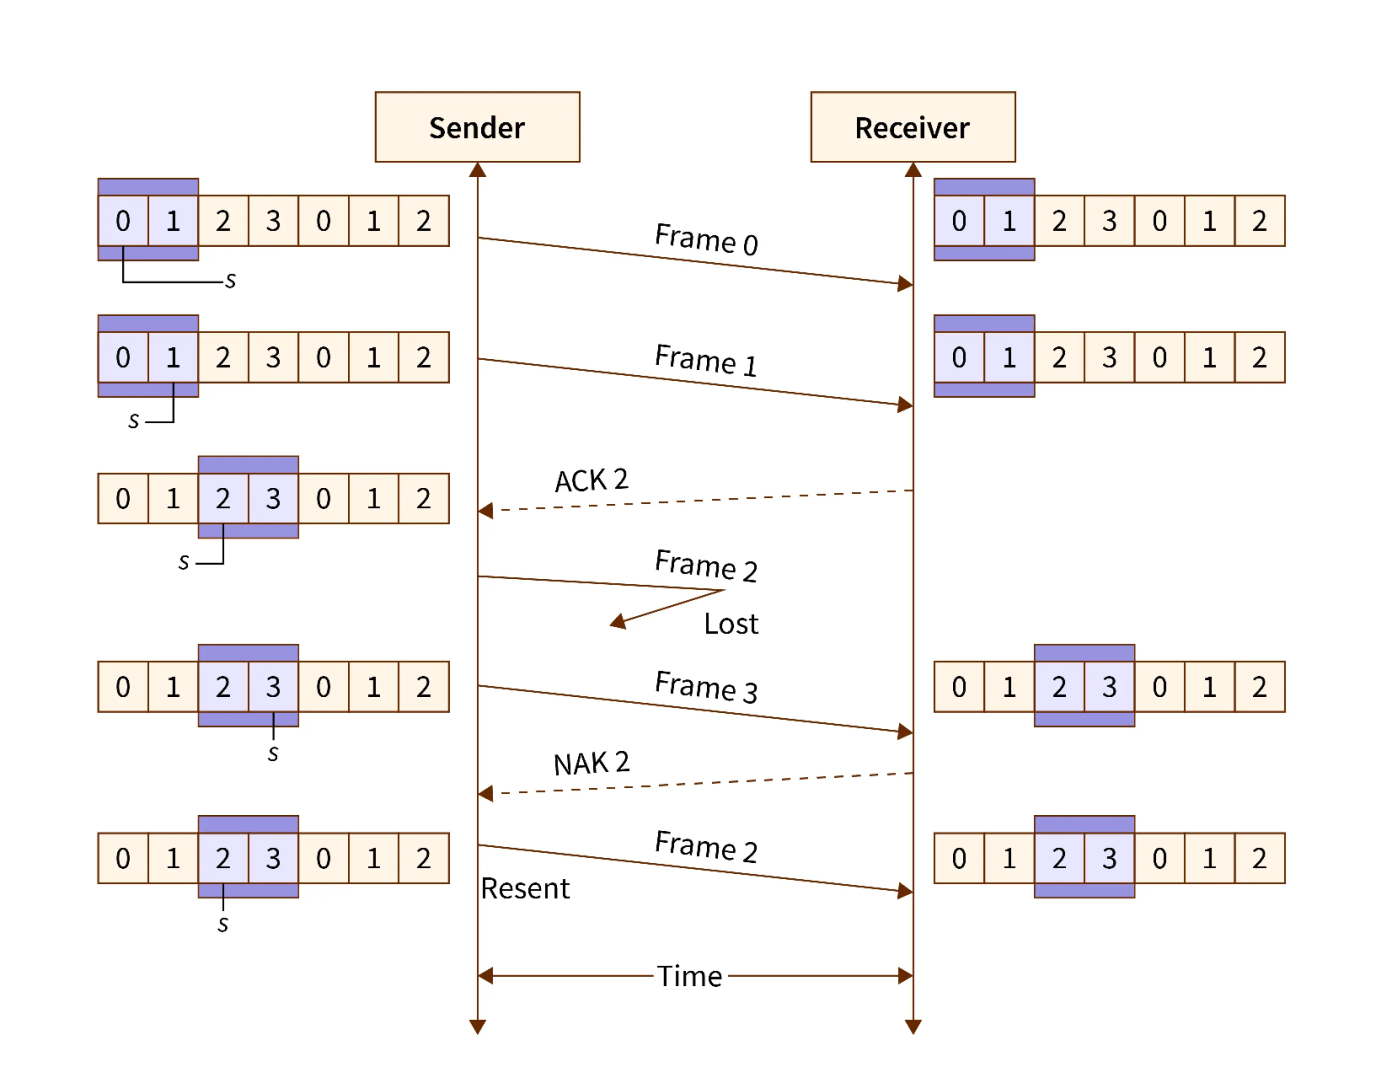 Sender
Receiver
0 1 2 3 0 1 2
Frame 0
0 1 2 3 0 1 2
s
0 1 2 3 0 1 2
Frame 1
0 1 2 3 0 1 2
s
ACK 2
0 1 2 3 0 1 2
s
Frame 2
Lost
0 1 2 3 0 1 2
Frame 3
0 1 2 3 0 1 2
s
NAK 2
0 1 2 3 0 1 2
Frame 2
0 1 2 3 0 1 2
Resent
s
Time